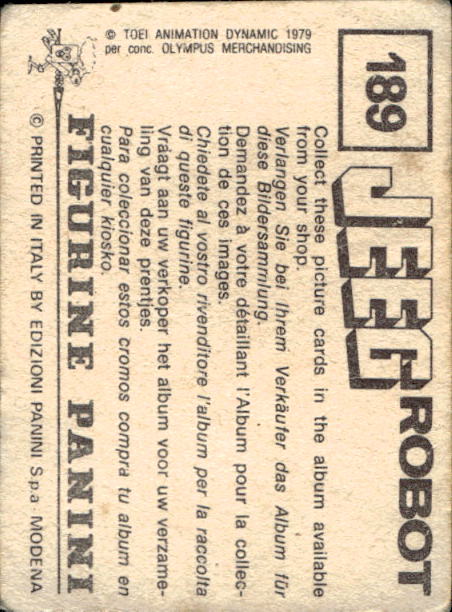 189
JEEG ROBOT
Collect these picture cards in the album available
from your shop.
Verlangen Sie bei Ihrem Verkäufer das Album für
diese Bildersammlung.
Demandez à votre détaillant l'Album pour la collec-
tion de ces images.
Chiedete al vostro rivenditore l'album per la raccolta
di queste figurine.
Vráagt aan uw verkoper het album voor uw verzame-
ling van deze prentjes.
Para coleccionar estos cromos compra tu album en
cualquier kiosko.
FIGURINE PANINI
© PRINTED IN ITALY BY EDIZIONI PANINI S.p.a. MODENA
© TOEI ANIMATION DYNAMIC 1979
per conc. OLYMPUS MERCHANDISING